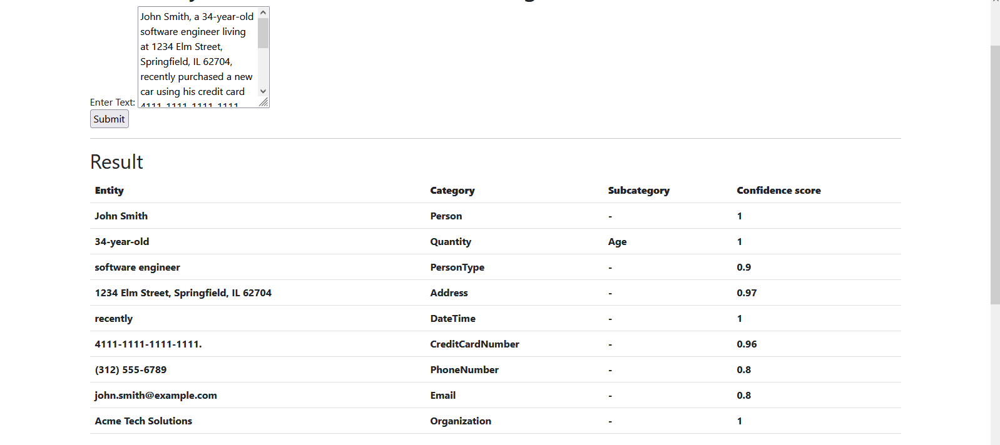 John Smith, a 34-year-old
software engineer living
at 1234 Elm Street,
Springfield, IL 62704,
recently purchased a new
car using his credit card
4111-1111-1111-1111
Enter Text:
Submit
Result
Entity Category Subcategory Confidence score
John Smith Person - 1
34-year-old Quantity Age 1
software engineer PersonType - 0.9
1234 Elm Street, Springfield, IL 62704 Address - 0.97
recently DateTime - 1
4111-1111-1111-1111. CreditCardNumber - 0.96
(312) 555-6789 PhoneNumber - 0.8
john.smith@example.com Email - 0.8
Acme Tech Solutions Organization - 1